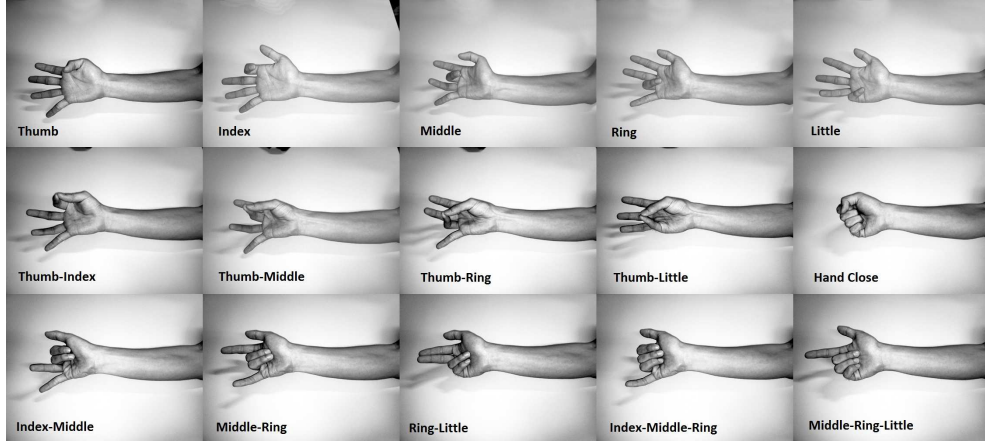 Thumb
Index
Middle
Ring
Little
Thumb-Index
Thumb-Middle
Thumb-Ring
Thumb-Little
Hand Close
Index-Middle
Middle-Ring
Ring-Little
Index-Middle-Ring
Middle-Ring-Little